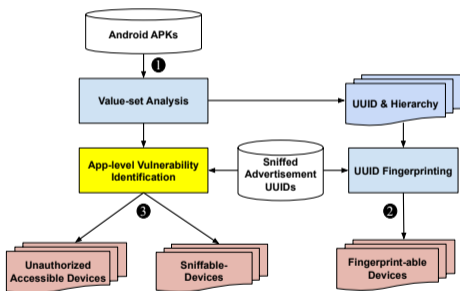 Android APKs
❶
Value-set Analysis
UUID & Hierarchy
App-level Vulnerability
Identification
Sniffed
Advertisement
UUIDs
UUID Fingerprinting
❸
❷
Unauthorized
Accessible Devices
Sniffable-
Devices
Fingerprint-able
Devices